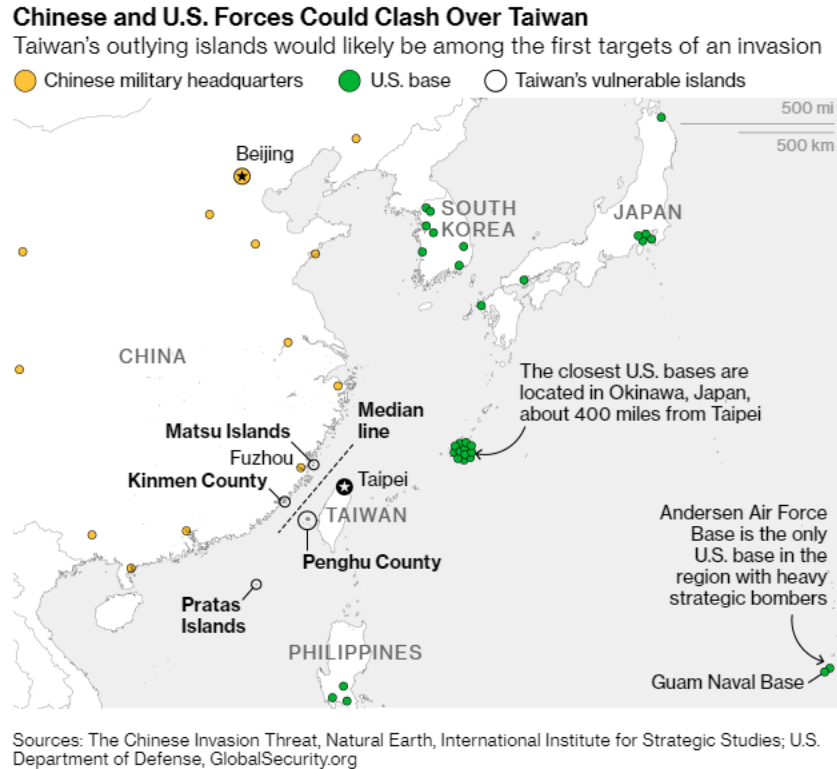 Chinese and U.S. Forces Could Clash Over Taiwan
Taiwan's outlying islands would likely be among the first targets of an invasion
Chinese military headquarters
U.S. base
Taiwan's vulnerable islands
500 mi
500 km
Beijing
SOUTH
KOREA
JAPAN
CHINA
The closest U.S. bases are
located in Okinawa, Japan,
about 400 miles from Taipei
Median
line
Matsu Islands
Fuzhou
Kinmen County
Taipei
TAIWAN
Penghu County
Andersen Air Force
Base is the only
U.S. base in the
region with heavy
strategic bombers
Pratas
Islands
PHILIPPINES
Guam Naval Base
Sources: The Chinese Invasion Threat, Natural Earth, International Institute for Strategic Studies; U.S.
Department of Defense, GlobalSecurity.org